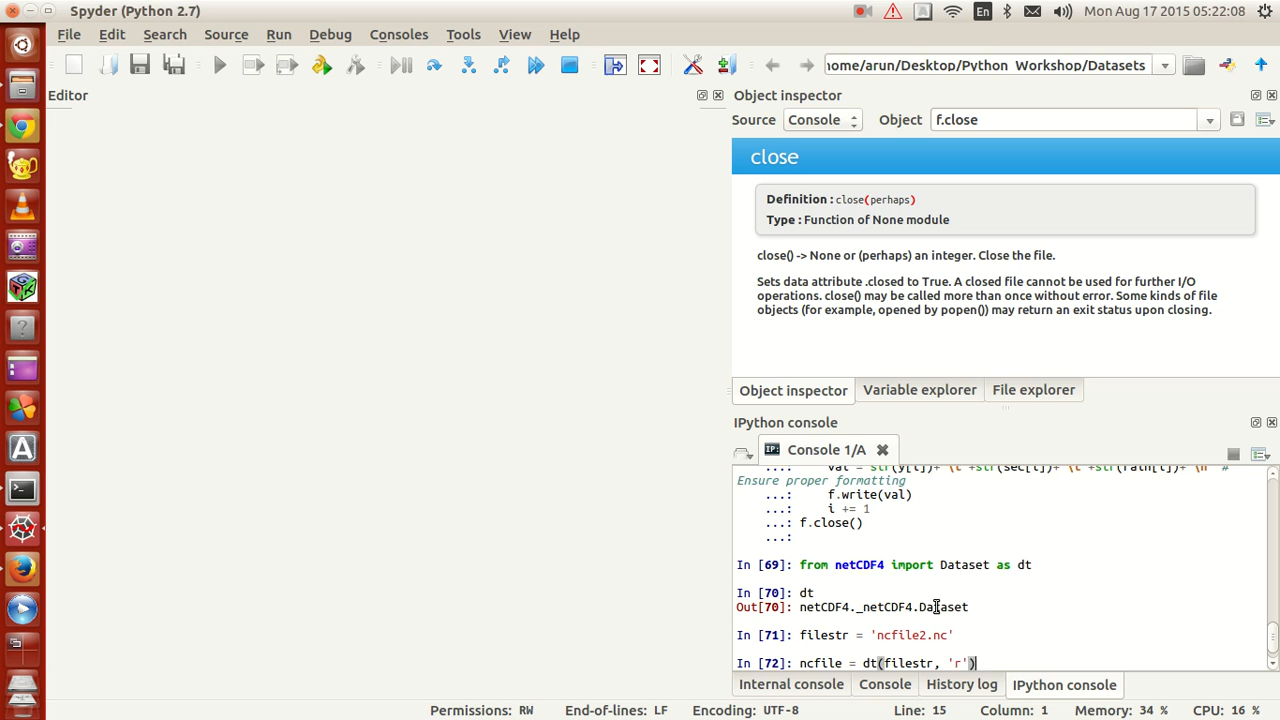 Spyder (Python 2.7)
En
Mon Aug 17 2015 05:22:08
File Edit Search Source Run Debug Consoles Tools View Help
ome/arun/Desktop/Python Workshop/Datasets
Editor
Object inspector
Source Console Object f.close
close
Definition : close(perhaps)
Type : Function of None module
close() -> None or (perhaps) an integer. Close the file.
Sets data attribute .closed to True. A closed file cannot be used for further I/O
operations. close() may be called more than once without error. Some kinds of file
objects (for example, opened by popen()) may return an exit status upon closing.
Object inspector Variable explorer File explorer
IPython console
Console 1/A
Ensure proper formatting
...: f.write(val)
...: i += 1
...: f.close()
...:
In [69]: from netCDF4 import Dataset as dt
In [70]: dt
Out[70]: netCDF4._netCDF4.Dataset
In [71]: filestr = 'ncfile2.nc'
In [72]: ncfile = dt(filestr, 'r')
Internal console Console History log IPython console
Permissions: RW End-of-lines: LF Encoding: UTF-8 Line: 15 Column: 1 Memory: 34 % CPU: 16 %